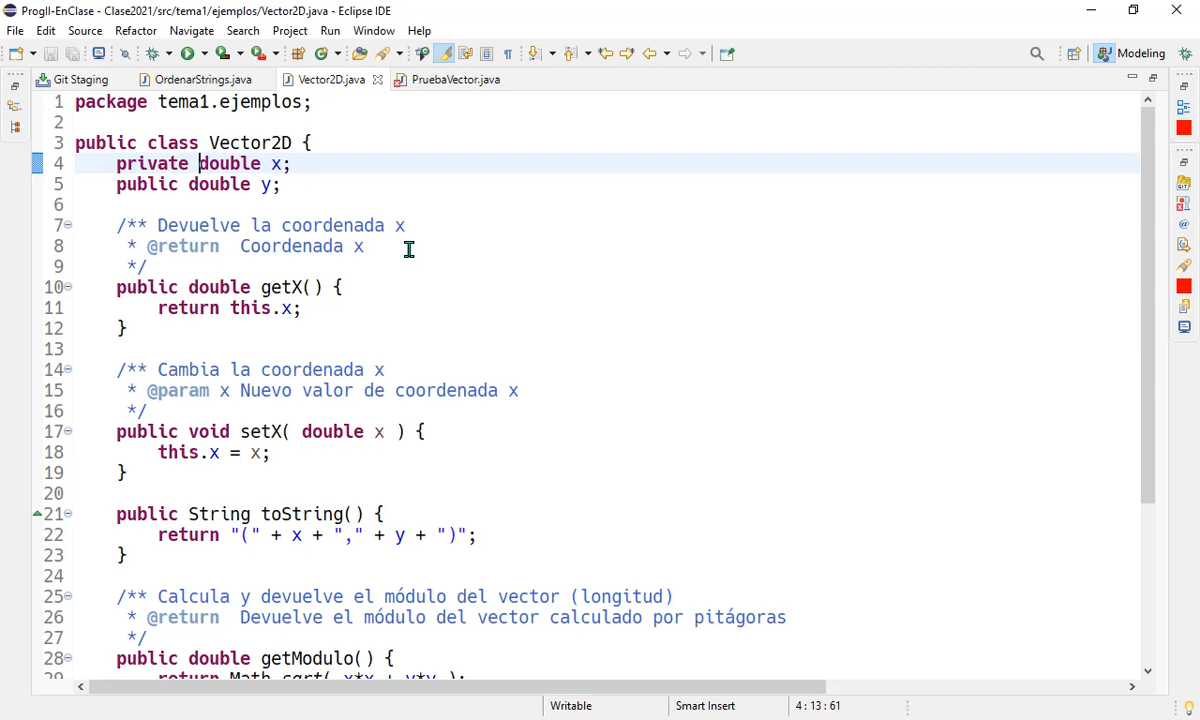 ProgII-EnClase - Clase2021/src/tema1/ejemplos/Vector2D.java - Eclipse IDE
File Edit Source Refactor Navigate Search Project Run Window Help
Modeling
Git Staging OrdenarStrings.java Vector2D.java PruebaVector.java
1 package tema1.ejemplos;
2
3 public class Vector2D {
4 private double x;
5 public double y;
6
7 /** Devuelve la coordenada x
8 * @return Coordenada x
9 */
10 public double getX() {
11 return this.x;
12 }
13
14 /** Cambia la coordenada x
15 * @param x Nuevo valor de coordenada x
16 */
17 public void setX( double x ) {
18 this.x = x;
19 }
20
21 public String toString() {
22 return "(" + x + "," + y + ")";
23 }
24
25 /** Calcula y devuelve el módulo del vector (longitud)
26 * @return Devuelve el módulo del vector calculado por pitágoras
27 */
28 public double getModulo() {
29 return Math.sqrt( x*x + y*y );
Writable Smart Insert 4 : 13 : 61